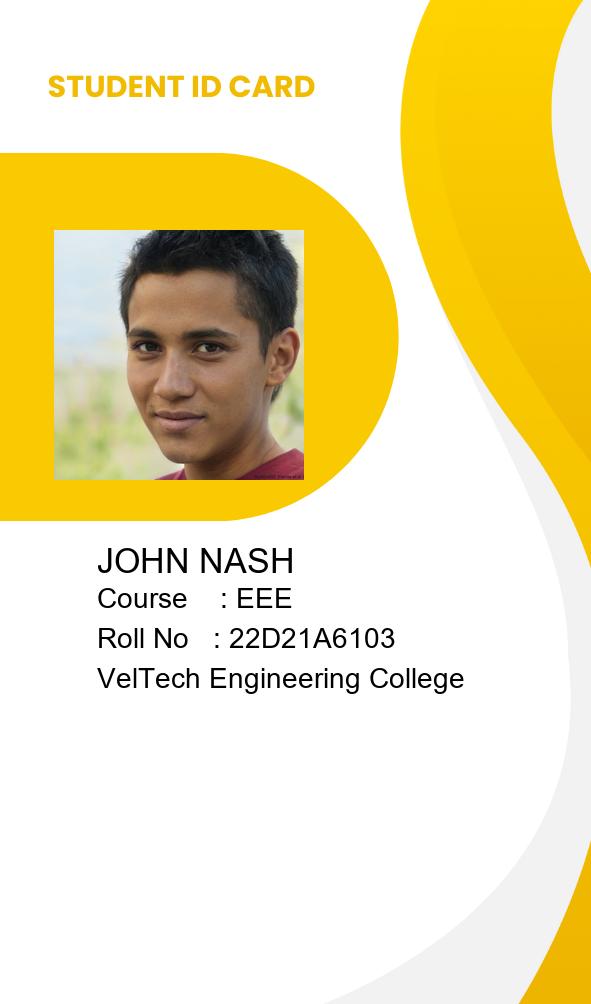 STUDENT ID CARD
JOHN NASH
Course : EEE
Roll No : 22D21A6103
VelTech Engineering College